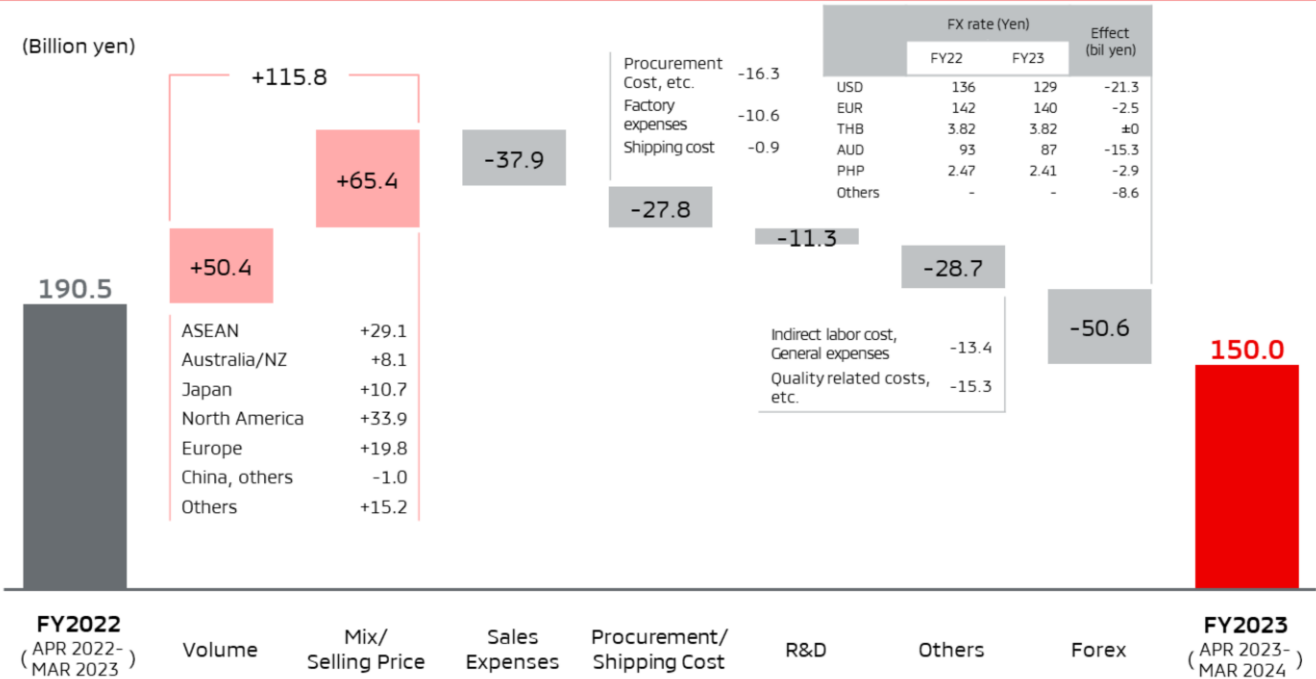 (Billion yen)
+115.8
190.5
+50.4
+65.4
-37.9
-27.8
-11.3
-28.7
-50.6
150.0
ASEAN +29.1
Australia/NZ +8.1
Japan +10.7
North America +33.9
Europe +19.8
China, others -1.0
Others +15.2
Procurement
Cost, etc. -16.3
Factory
expenses -10.6
Shipping cost -0.9
FX rate (Yen) Effect
(bil yen)
FY22 FY23
USD 136 129 -21.3
EUR 142 140 -2.5
THB 3.82 3.82 ±0
AUD 93 87 -15.3
PHP 2.47 2.41 -2.9
Others - - -8.6
Indirect labor cost,
General expenses -13.4
Quality related costs,
etc. -15.3
FY2022
(APR 2022-
MAR 2023)
Volume
Mix/
Selling Price
Sales
Expenses
Procurement/
Shipping Cost
R&D
Others
Forex
FY2023
(APR 2023-
MAR 2024)